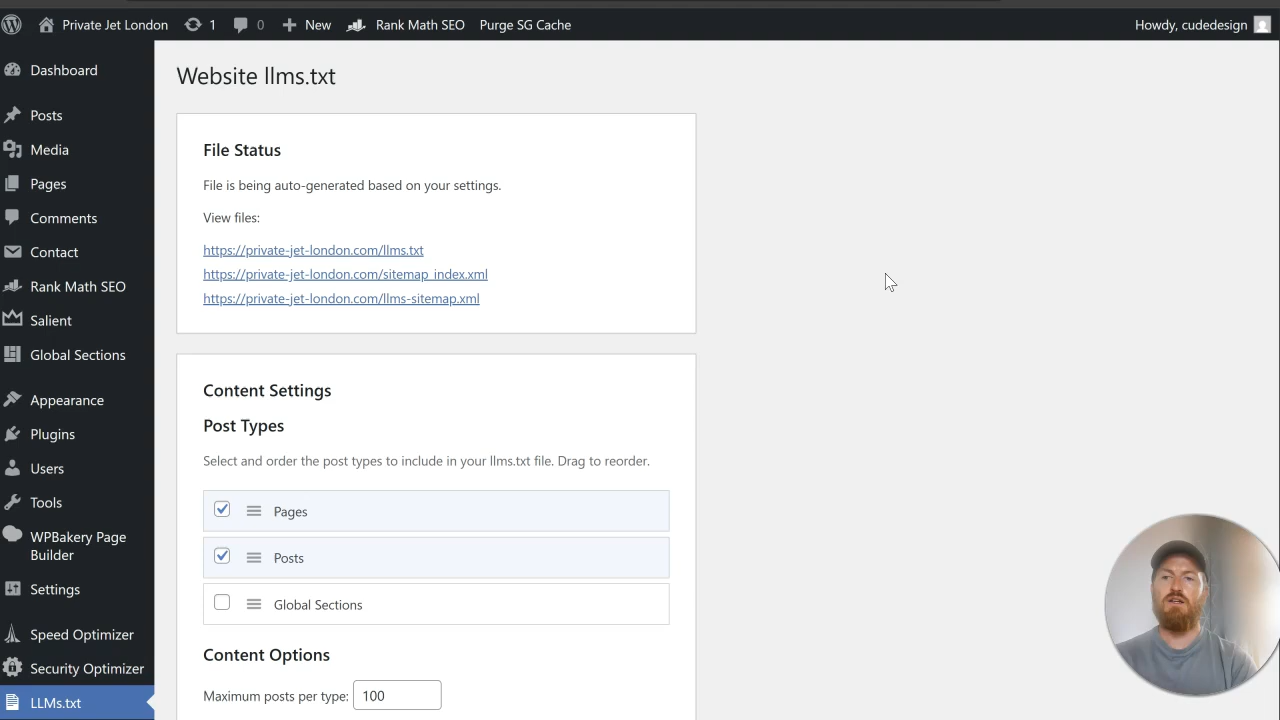 Private Jet London 1 0 New Rank Math SEO Purge SG Cache Howdy, cudedesign
Dashboard
Posts
Media
Pages
Comments
Contact
Rank Math SEO
Salient
Global Sections
Appearance
Plugins
Users
Tools
WPBakery Page
Builder
Settings
Speed Optimizer
Security Optimizer
LLMs.txt
Website llms.txt
File Status
File is being auto-generated based on your settings.
View files:
https://private-jet-london.com/llms.txt
https://private-jet-london.com/sitemap_index.xml
https://private-jet-london.com/llms-sitemap.xml
Content Settings
Post Types
Select and order the post types to include in your llms.txt file. Drag to reorder.
Pages
Posts
Global Sections
Content Options
Maximum posts per type: 100